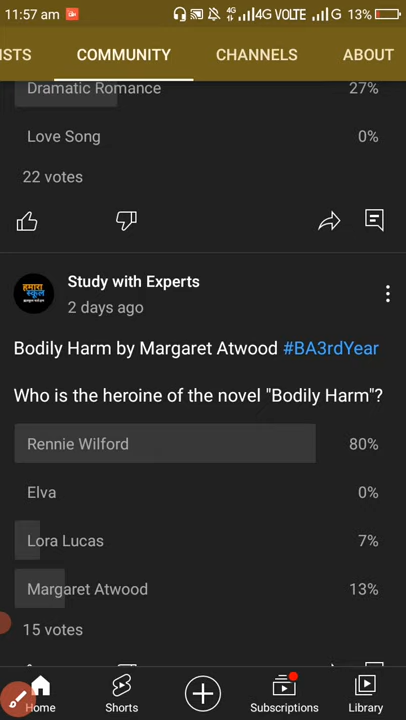 11:57 am 4G 4G VOLTE G 13%
ISTS COMMUNITY CHANNELS ABOUT
Dramatic Romance 27%
Love Song 0%
22 votes
हमारा
स्कूल
Study with Experts
2 days ago
Bodily Harm by Margaret Atwood #BA3rdYear
Who is the heroine of the novel "Bodily Harm"?
Rennie Wilford 80%
Elva 0%
Lora Lucas 7%
Margaret Atwood 13%
15 votes
Home Shorts Subscriptions Library